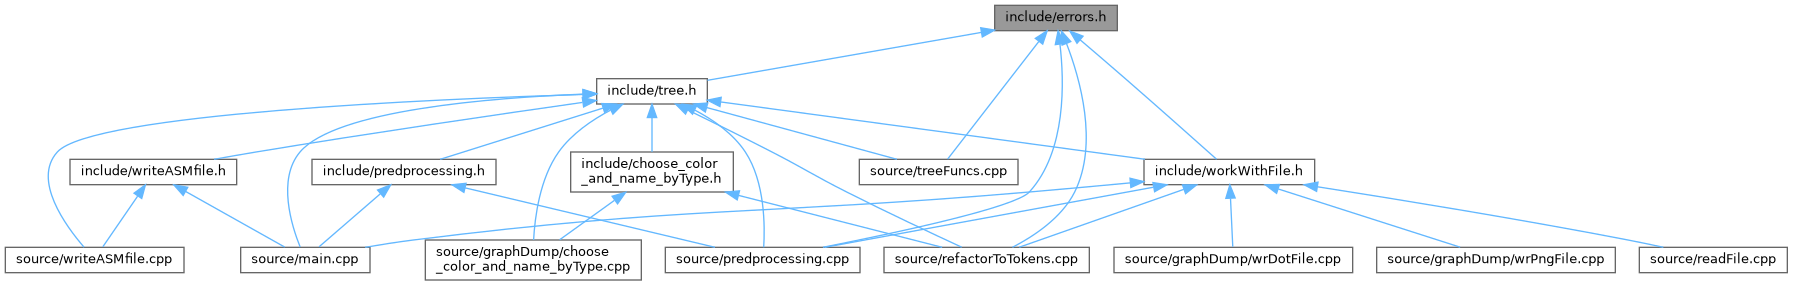 include/errors.h
include/tree.h
include/writeASMfile.h
include/predprocessing.h
include/choose_color
_and_name_byType.h
source/treeFuncs.cpp
include/workWithFile.h
source/writeASMfile.cpp
source/main.cpp
source/graphDump/choose
_color_and_name_byType.cpp
source/predprocessing.cpp
source/refactorToTokens.cpp
source/graphDump/wrDotFile.cpp
source/graphDump/wrPngFile.cpp
source/readFile.cpp